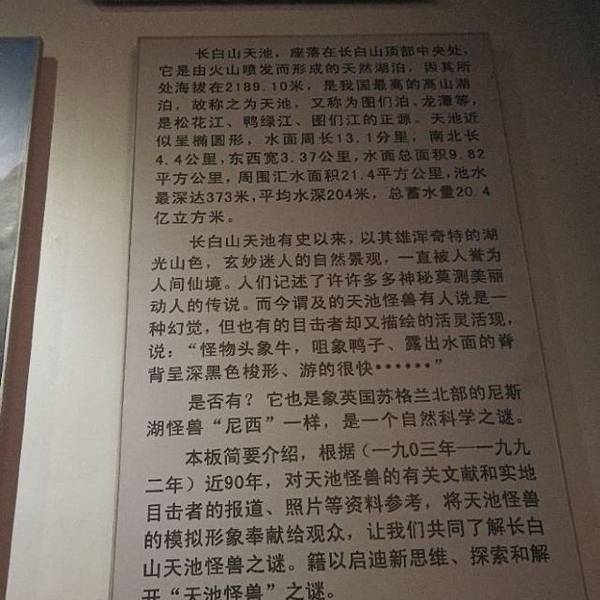 长白山天池，座落在长白山顶部中央处，
它是由火山喷发而形成的天然湖泊，因其所
处海拔在2189.10米，是我国最高的高山湖
泊，故称之为天池，又称为图们泊、龙潭等，
是松花江、鸭绿江、图们江的正源。天池近
似呈椭圆形，水面周长13.1分里，南北长
4.4公里，东西宽3.37公里，水面总面积9.82
平方公里，周围汇水面积21.4平方公里，池水
最深达373米，平均水深204米，总蓄水量20.4
亿立方米。
长白山天池有史以来，以其雄浑奇特的湖
光山色，玄妙迷人的自然景观，一直被人誉为
人间仙境。人们记述了许许多多神秘莫测美丽
动人的传说。而今谓及的天池怪兽有人说是一
种幻觉，但也有的目击者却又描绘的活灵活现，
说：“怪物头象牛，咀象鸭子、露出水面的脊
背呈深黑色梭形、游的很快••••••”
是否有？它也是象英国苏格兰北部的尼斯
湖怪兽“尼西”一样，是一个自然科学之谜。
本板简要介绍，根据（一九0三年—一九九
二年）近90年，对天池怪兽的有关文献和实地
目击者的报道、照片等资料参考，将天池怪兽
的模拟形象奉献给观众，让我们共同了解长白
山天池怪兽之谜。籍以启迪新思维、探索和解
开“天池怪兽”之谜。